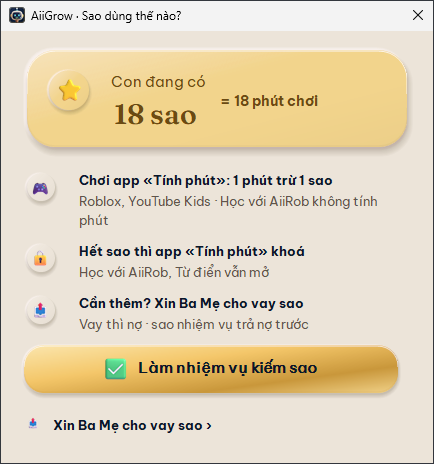 AiiGrow · Sao dùng thế nào?
Con đang có
18 sao
= 18 phút chơi
Chơi app «Tính phút»: 1 phút trừ 1 sao
Roblox, YouTube Kids · Học với AiiRob không tính
phút
Hết sao thì app «Tính phút» khoá
Học với AiiRob, Từ điển vẫn mở
Cần thêm? Xin Ba Mẹ cho vay sao
Vay thì nợ · sao nhiệm vụ trả nợ trước
Làm nhiệm vụ kiếm sao
Xin Ba Mẹ cho vay sao ›